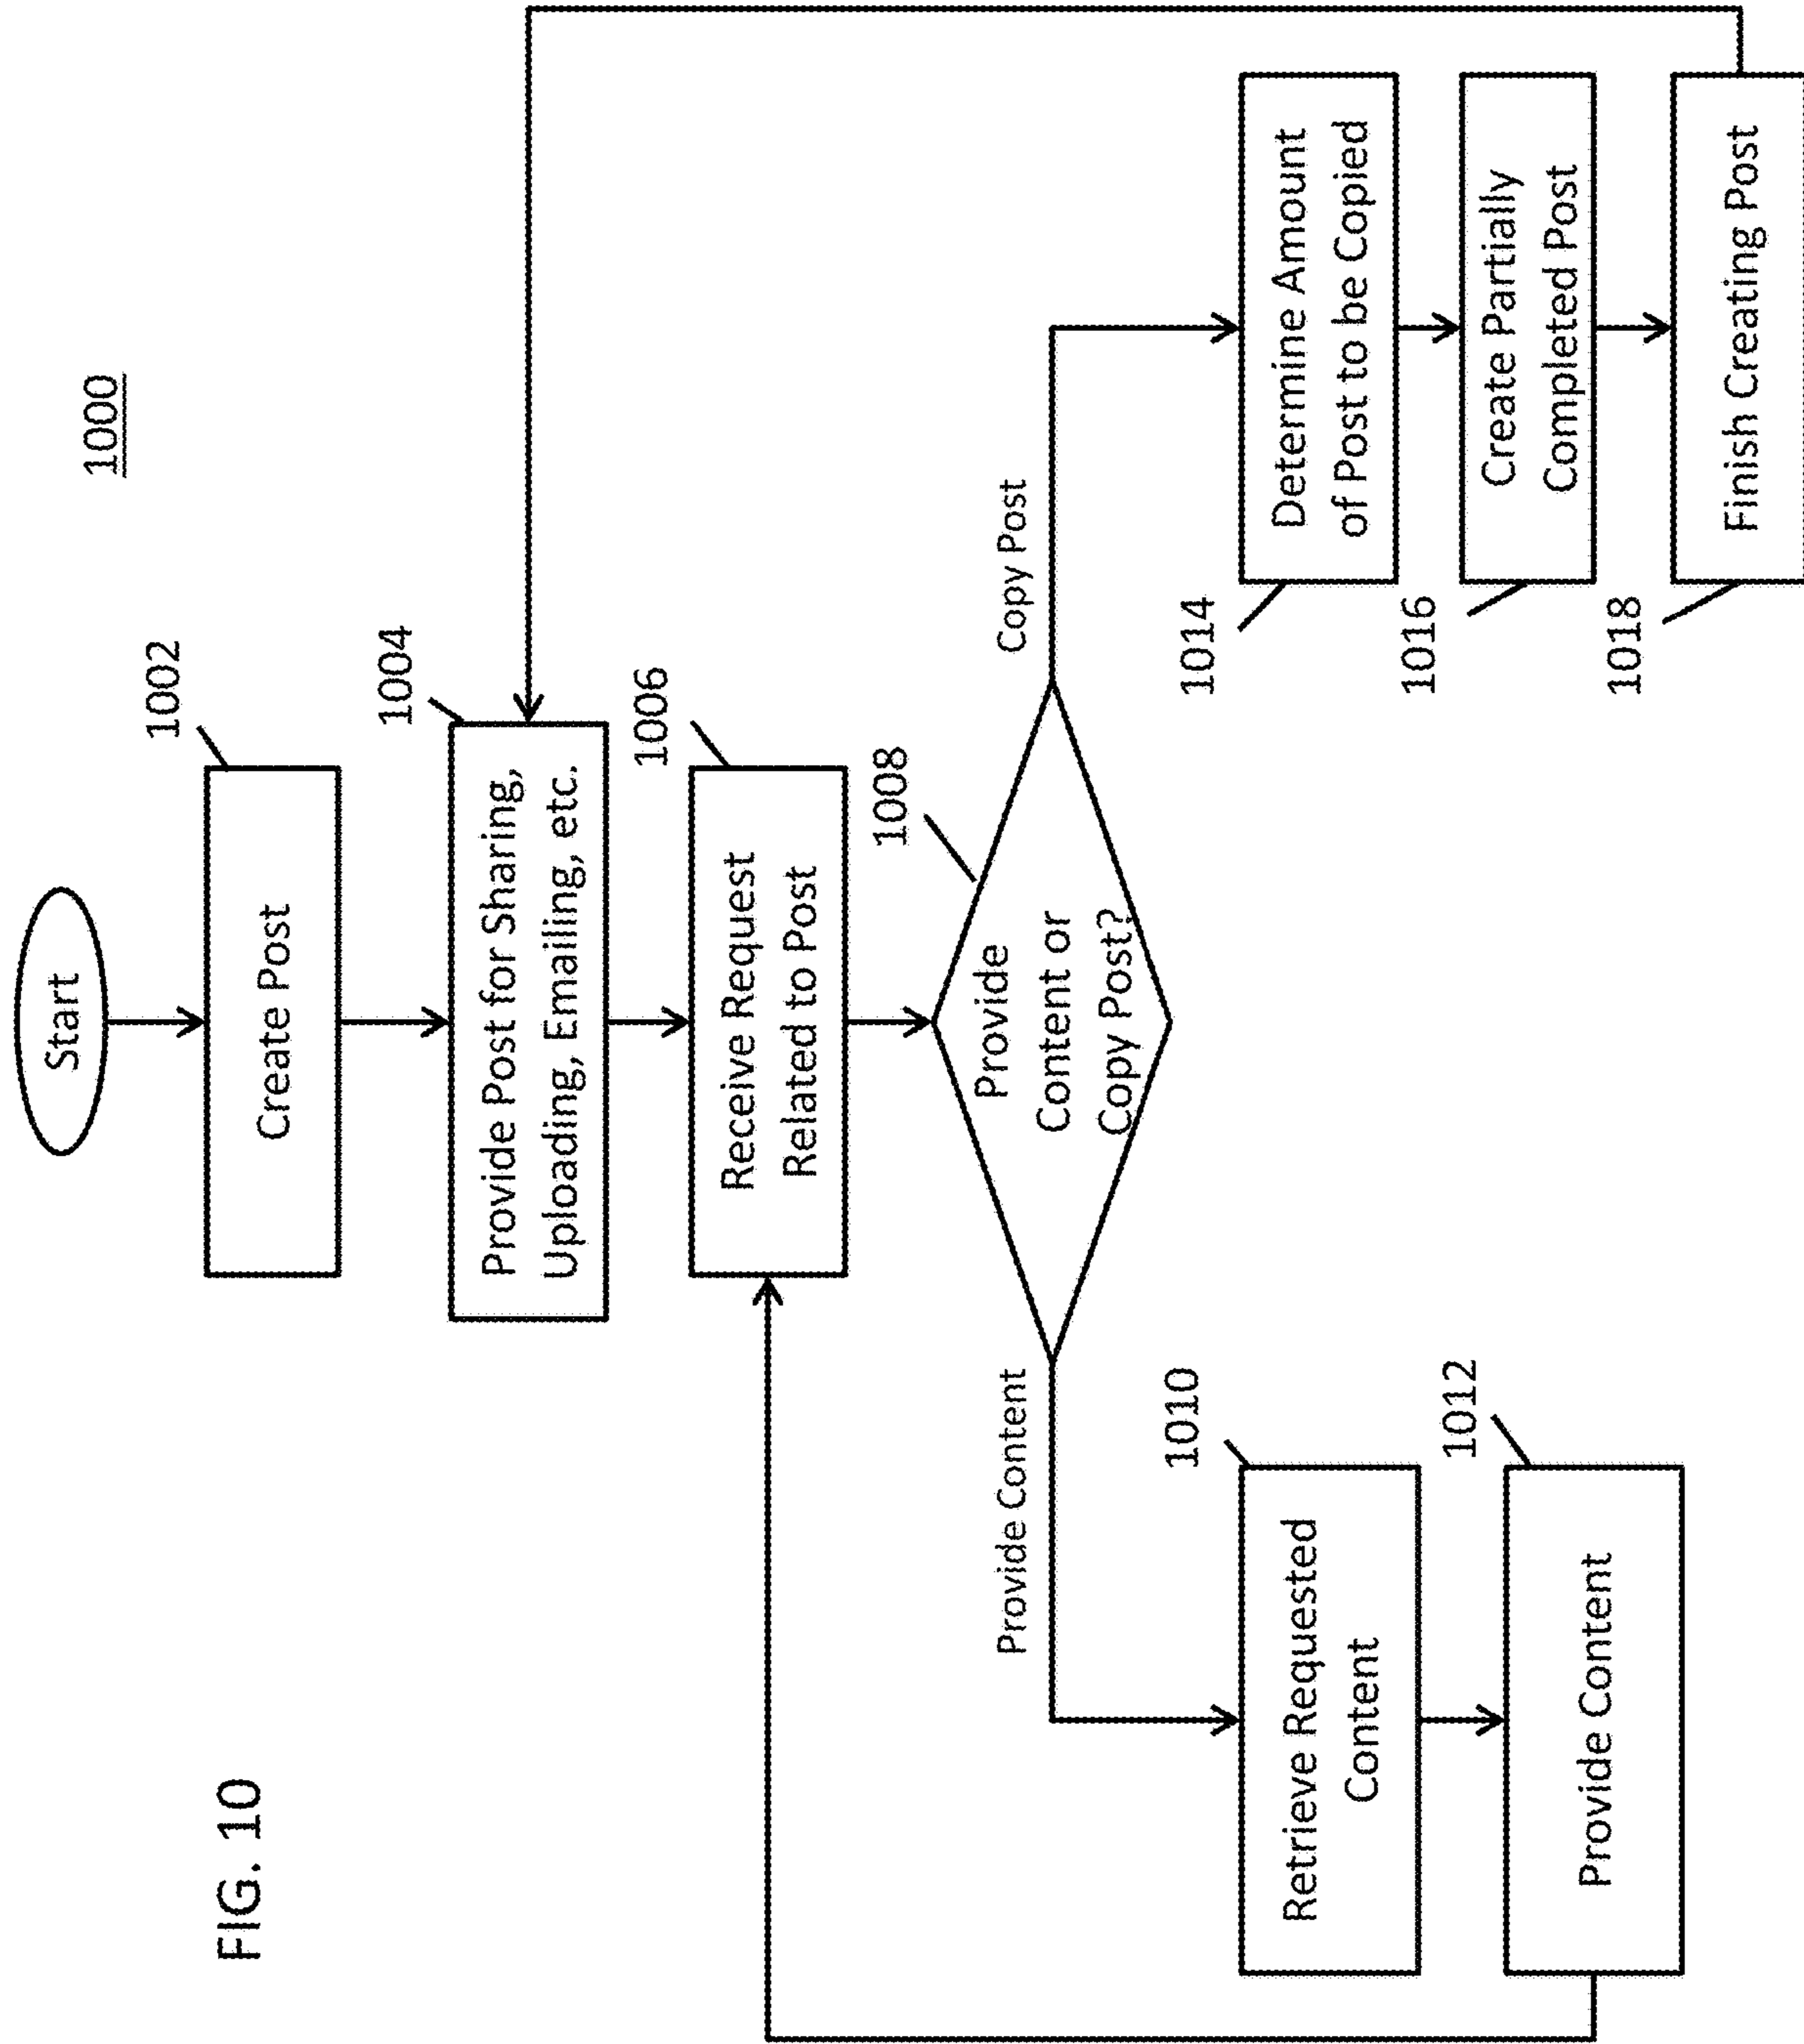 FIG. 10
1000
Start
1002
Create Post
1004
Provide Post for Sharing,
Uploading, Emailing, etc.
1006
Receive Request
Related to Post
1008
Provide
Content or
Copy Post?
Provide Content
Copy Post
1010
Retrieve Requested
Content
1012
Provide Content
1014
Determine Amount
of Post to be Copied
1016
Create Partially
Completed Post
1018
Finish Creating Post